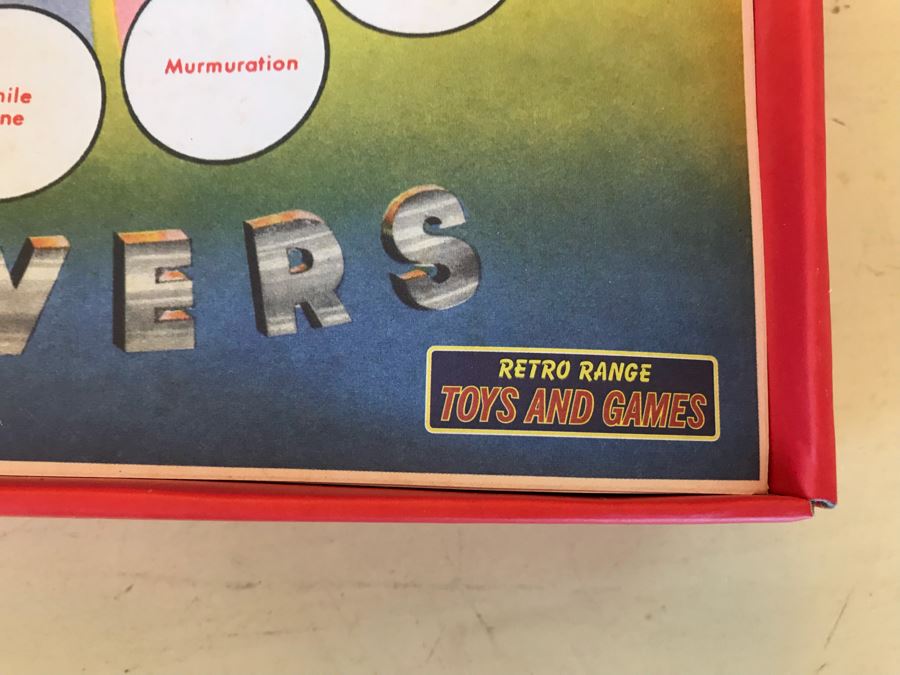 Murmuration
VERS
RETRO RANGE
TOYS AND GAMES